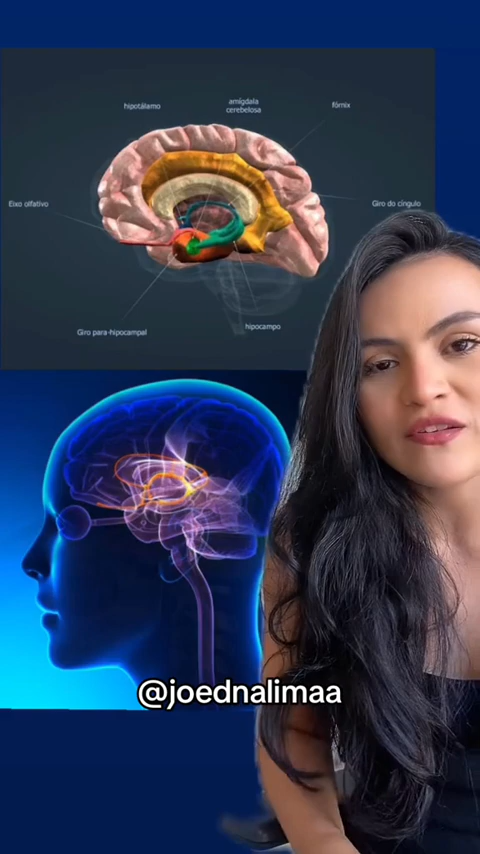 hipotálamo
amígdala
cerebelosa
fórnix
Eixo olfativo
Giro do cíngulo
Giro para-hipocampal
hipocampo
@joednalimaa